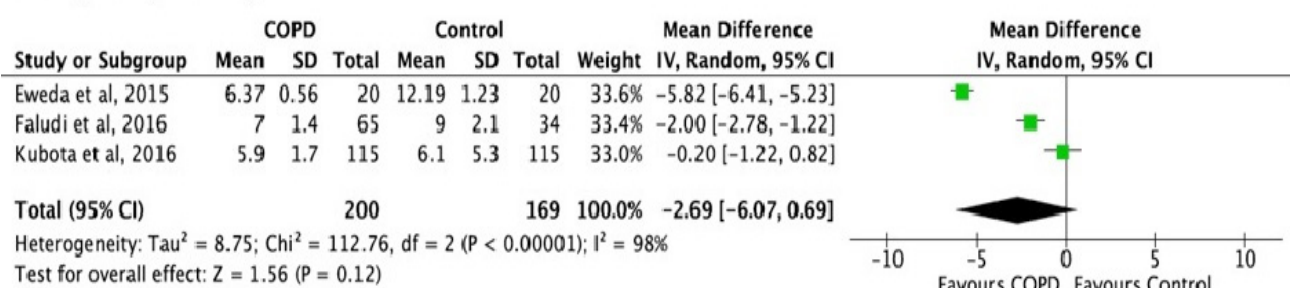 COPD Control Mean Difference Mean Difference
Study or Subgroup Mean SD Total Mean SD Total Weight IV, Random, 95% CI IV, Random, 95% CI
Eweda et al, 2015 6.37 0.56 20 12.19 1.23 20 33.6% −5.82 [−6.41, −5.23]
Faludi et al, 2016 7 1.4 65 9 2.1 34 33.4% −2.00 [−2.78, −1.22]
Kubota et al, 2016 5.9 1.7 115 6.1 5.3 115 33.0% −0.20 [−1.22, 0.82]
Total (95% CI) 200 169 100.0% −2.69 [−6.07, 0.69]
Heterogeneity: Tau² = 8.75; Chi² = 112.76, df = 2 (P < 0.00001); I² = 98%
Test for overall effect: Z = 1.56 (P = 0.12)
−10 −5 0 5 10
Favours COPD Favours Control